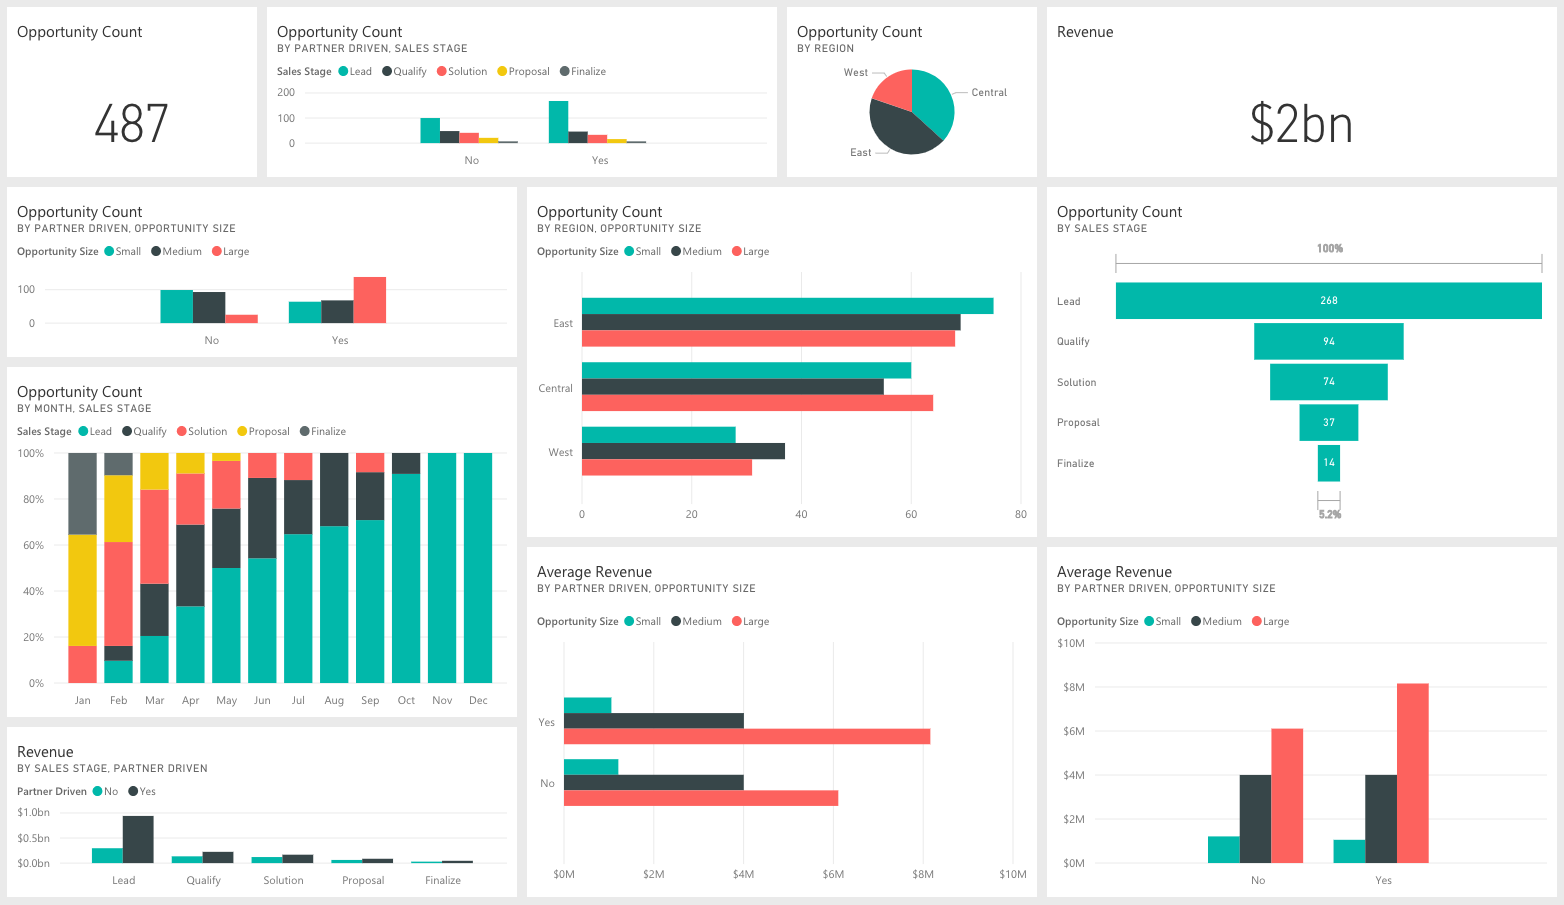 Opportunity Count
487
Opportunity Count
BY PARTNER DRIVEN, SALES STAGE
Sales Stage Lead Qualify Solution Proposal Finalize
200
100
0
No Yes
Opportunity Count
BY REGION
West
Central
East
Revenue
$2bn
Opportunity Count
BY PARTNER DRIVEN, OPPORTUNITY SIZE
Opportunity Size Small Medium Large
100
0
No Yes
Opportunity Count
BY REGION, OPPORTUNITY SIZE
Opportunity Size Small Medium Large
East
Central
West
0 20 40 60 80
Opportunity Count
BY SALES STAGE
100%
Lead 268
Qualify 94
Solution 74
Proposal 37
Finalize 14
5.2%
Opportunity Count
BY MONTH, SALES STAGE
Sales Stage Lead Qualify Solution Proposal Finalize
100%
80%
60%
40%
20%
0%
Jan Feb Mar Apr May Jun Jul Aug Sep Oct Nov Dec
Average Revenue
BY PARTNER DRIVEN, OPPORTUNITY SIZE
Opportunity Size Small Medium Large
Yes
No
$0M $2M $4M $6M $8M $10M
Average Revenue
BY PARTNER DRIVEN, OPPORTUNITY SIZE
Opportunity Size Small Medium Large
$10M
$8M
$6M
$4M
$2M
$0M
No Yes
Revenue
BY SALES STAGE, PARTNER DRIVEN
Partner Driven No Yes
$1.0bn
$0.5bn
$0.0bn
Lead Qualify Solution Proposal Finalize